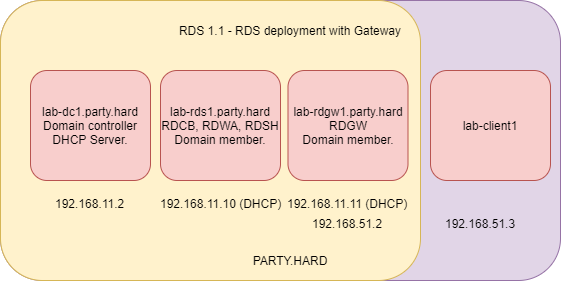 RDS 1.1 - RDS deployment with Gateway
lab-dc1.party.hard
Domain controller
DHCP Server.
lab-rds1.party.hard
RDCB, RDWA, RDSH
Domain member.
lab-rdgw1.party.hard
RDGW
Domain member.
lab-client1
192.168.11.2
192.168.11.10 (DHCP)
192.168.11.11 (DHCP)
192.168.51.2
192.168.51.3
PARTY.HARD